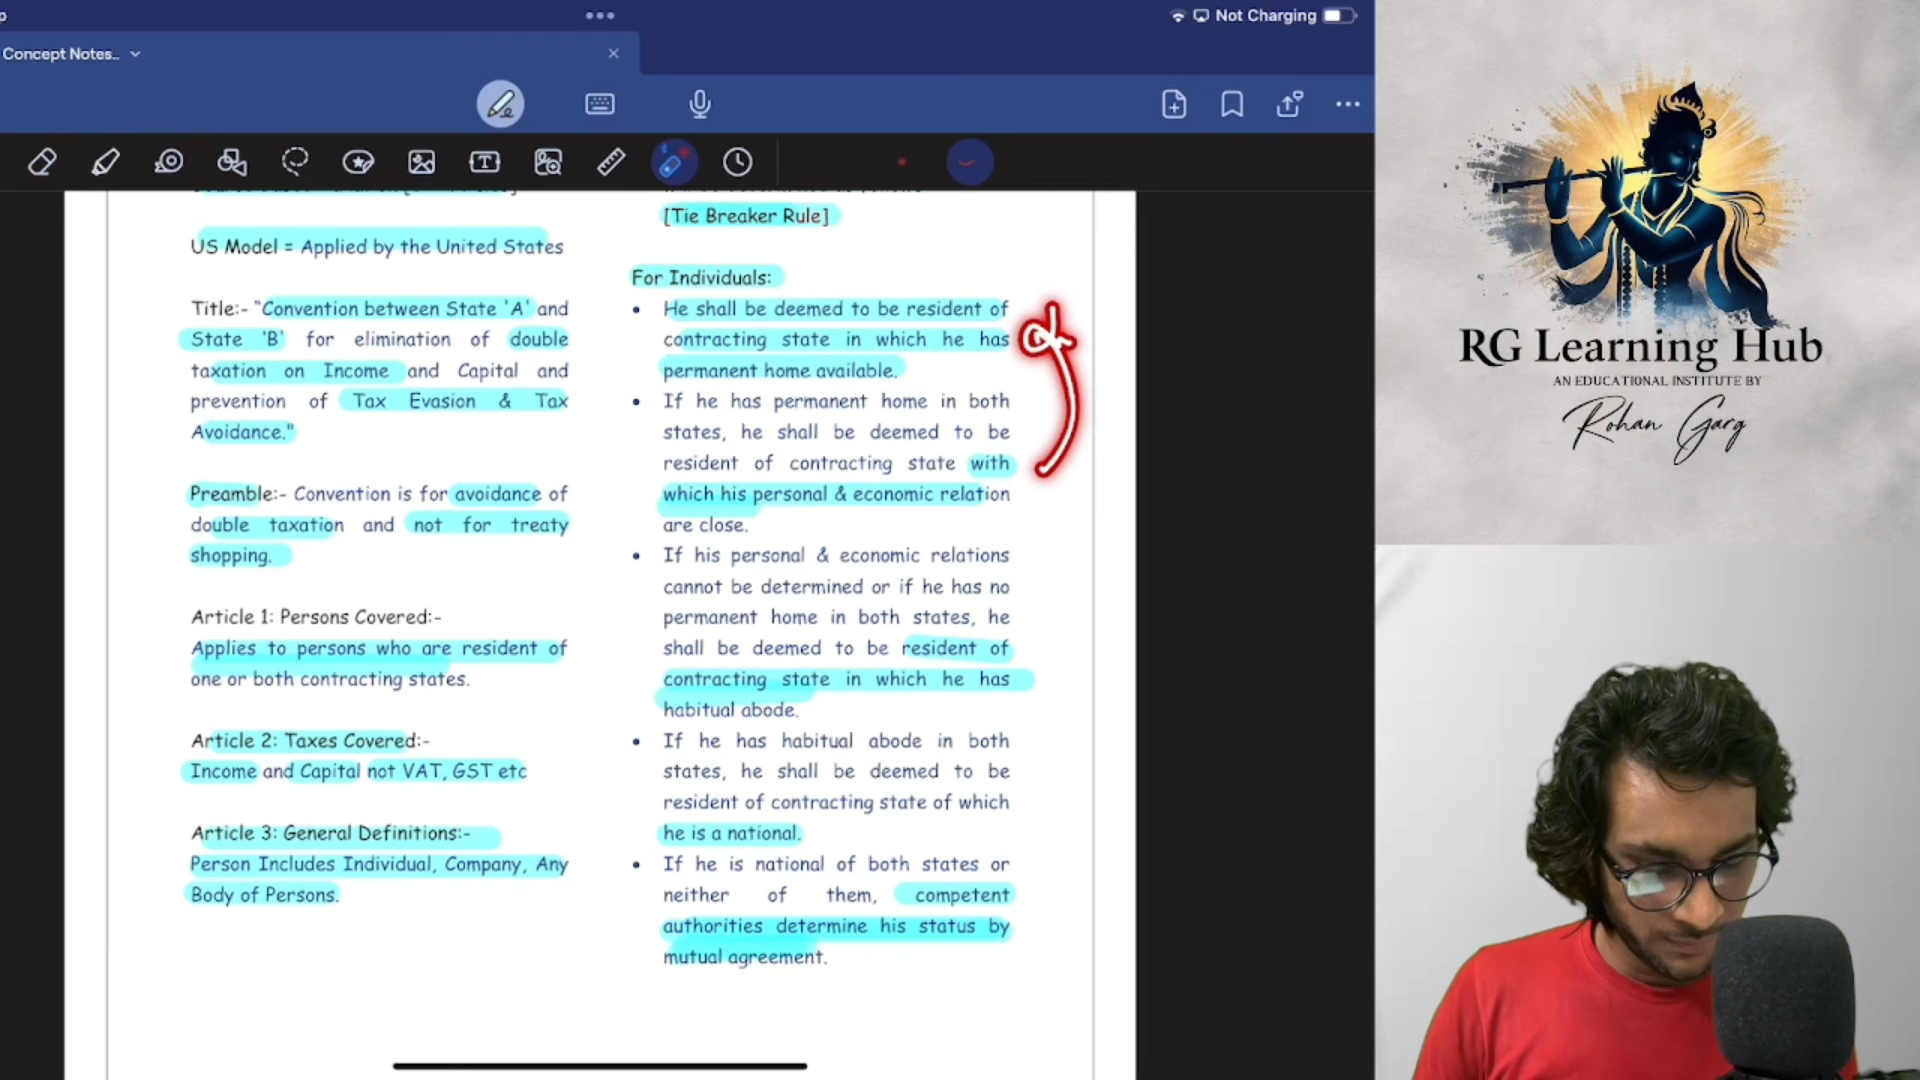 Not Charging
Concept Notes..
US Model = Applied by the United States
Title:- "Convention between State 'A' and
State 'B' for elimination of double
taxation on Income and Capital and
prevention of Tax Evasion & Tax
Avoidance."
Preamble:- Convention is for avoidance of
double taxation and not for treaty
shopping.
Article 1: Persons Covered:-
Applies to persons who are resident of
one or both contracting states.
Article 2: Taxes Covered:-
Income and Capital not VAT, GST etc
Article 3: General Definitions:-
Person Includes Individual, Company, Any
Body of Persons.
[Tie Breaker Rule]
For Individuals:
• He shall be deemed to be resident of
contracting state in which he has
permanent home available.
• If he has permanent home in both
states, he shall be deemed to be
resident of contracting state with
which his personal & economic relation
are close.
• If his personal & economic relations
cannot be determined or if he has no
permanent home in both states, he
shall be deemed to be resident of
contracting state in which he has
habitual abode.
• If he has habitual abode in both
states, he shall be deemed to be
resident of contracting state of which
he is a national.
• If he is national of both states or
neither of them, competent
authorities determine his status by
mutual agreement.
RG Learning Hub
AN EDUCATIONAL INSTITUTE BY
Rohan Garg